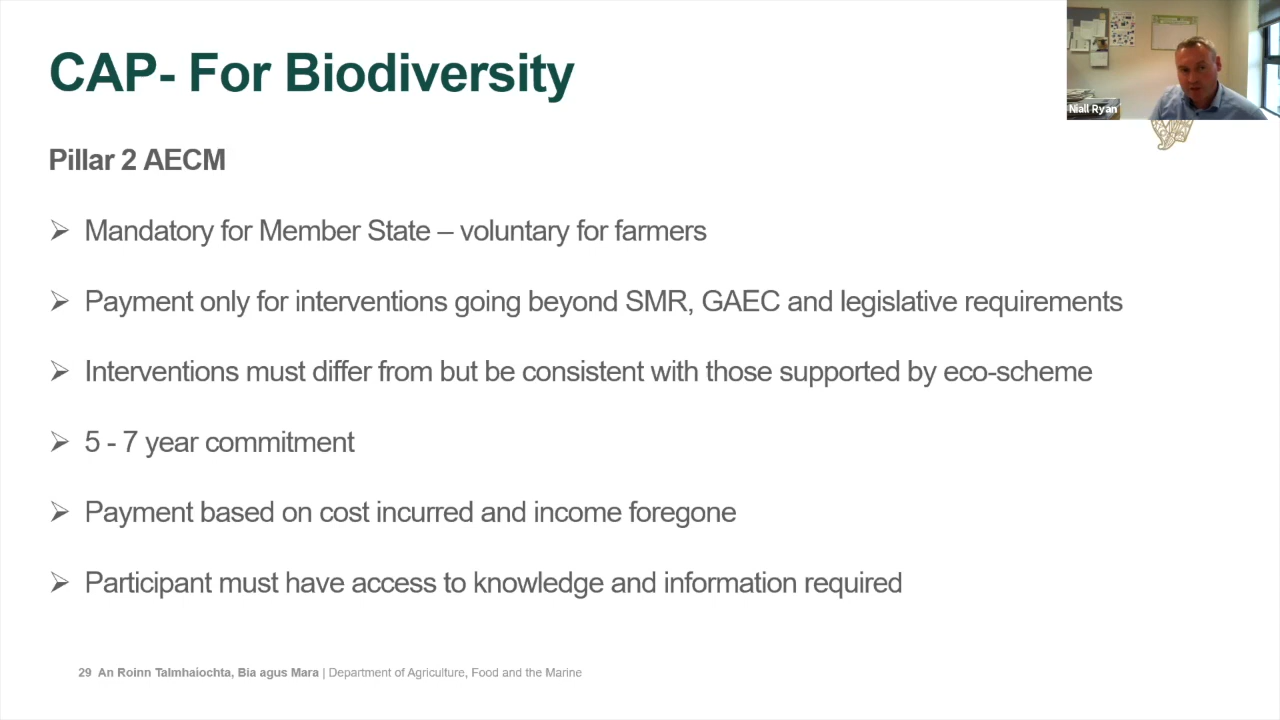 CAP- For Biodiversity
Niall Ryan
Pillar 2 AECM
Mandatory for Member State – voluntary for farmers
Payment only for interventions going beyond SMR, GAEC and legislative requirements
Interventions must differ from but be consistent with those supported by eco-scheme
5 - 7 year commitment
Payment based on cost incurred and income foregone
Participant must have access to knowledge and information required
29 An Roinn Talmhaíochta, Bia agus Mara | Department of Agriculture, Food and the Marine